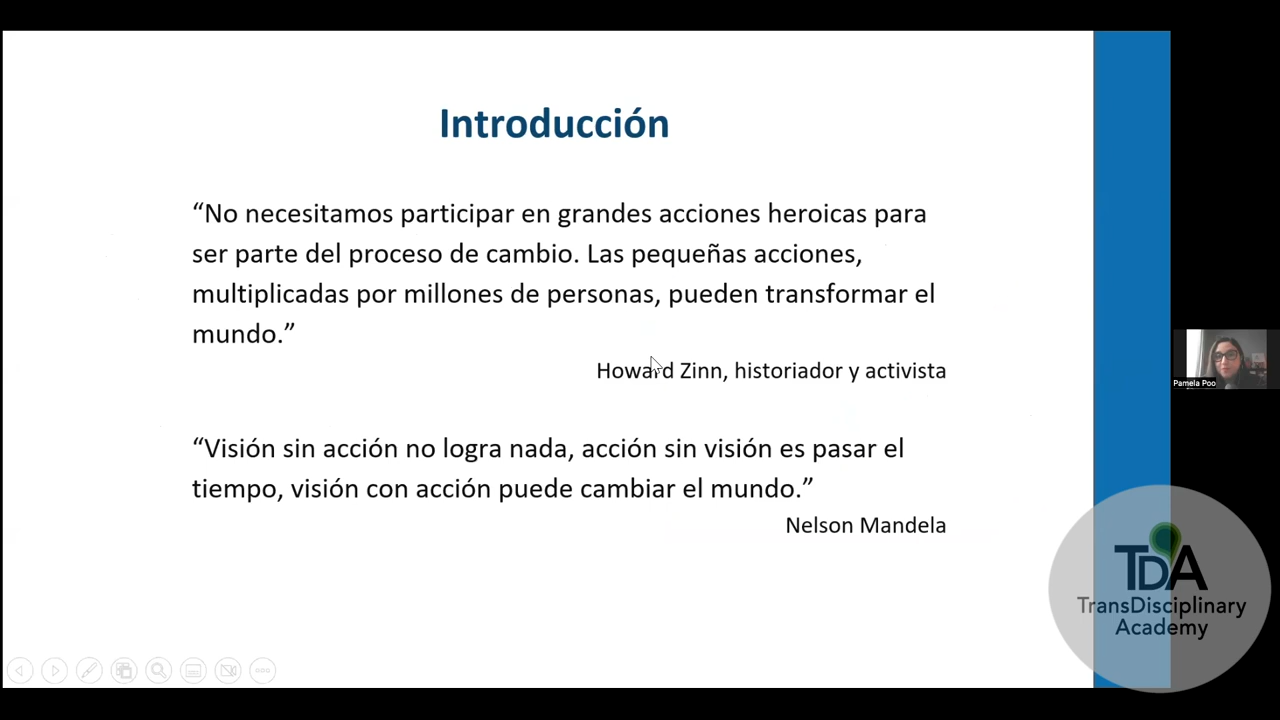 Introducción
“No necesitamos participar en grandes acciones heroicas para
ser parte del proceso de cambio. Las pequeñas acciones,
multiplicadas por millones de personas, pueden transformar el
mundo.”
Howard Zinn, historiador y activista
“Visión sin acción no logra nada, acción sin visión es pasar el
tiempo, visión con acción puede cambiar el mundo.”
Nelson Mandela
Pamela Poo
TDA
TransDisciplinary
Academy